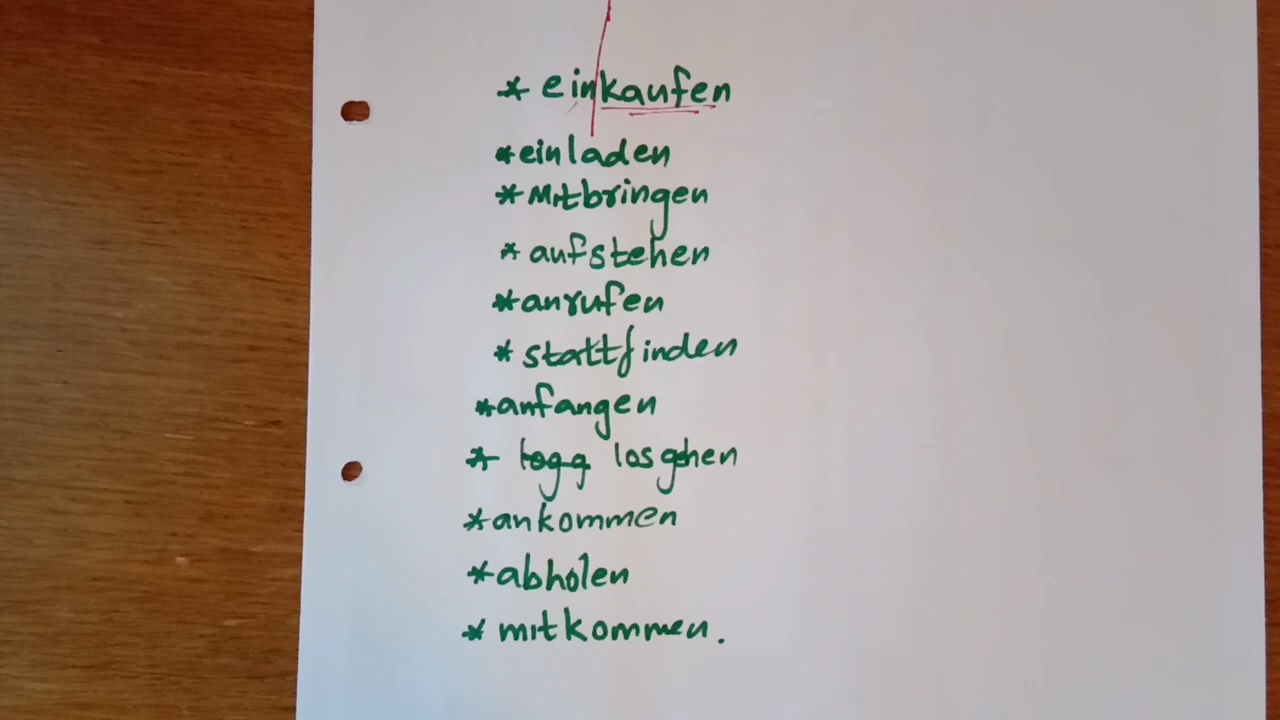 * einkaufen
* einladen
* Mitbringen
* aufstehen
* anrufen
* stattfinden
* anfangen
* losgehen
* ankommen
* abholen
* mitkommen.